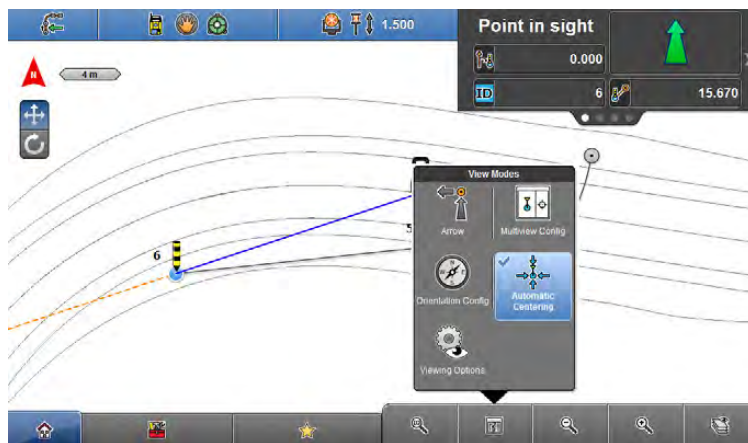 1.500
Point in sight
0.000
ID
6
15.670
N
4 m
View Modes
Arrow
Multiview Config
6
5
Orientation Config
Automatic
Centering
Viewing Options